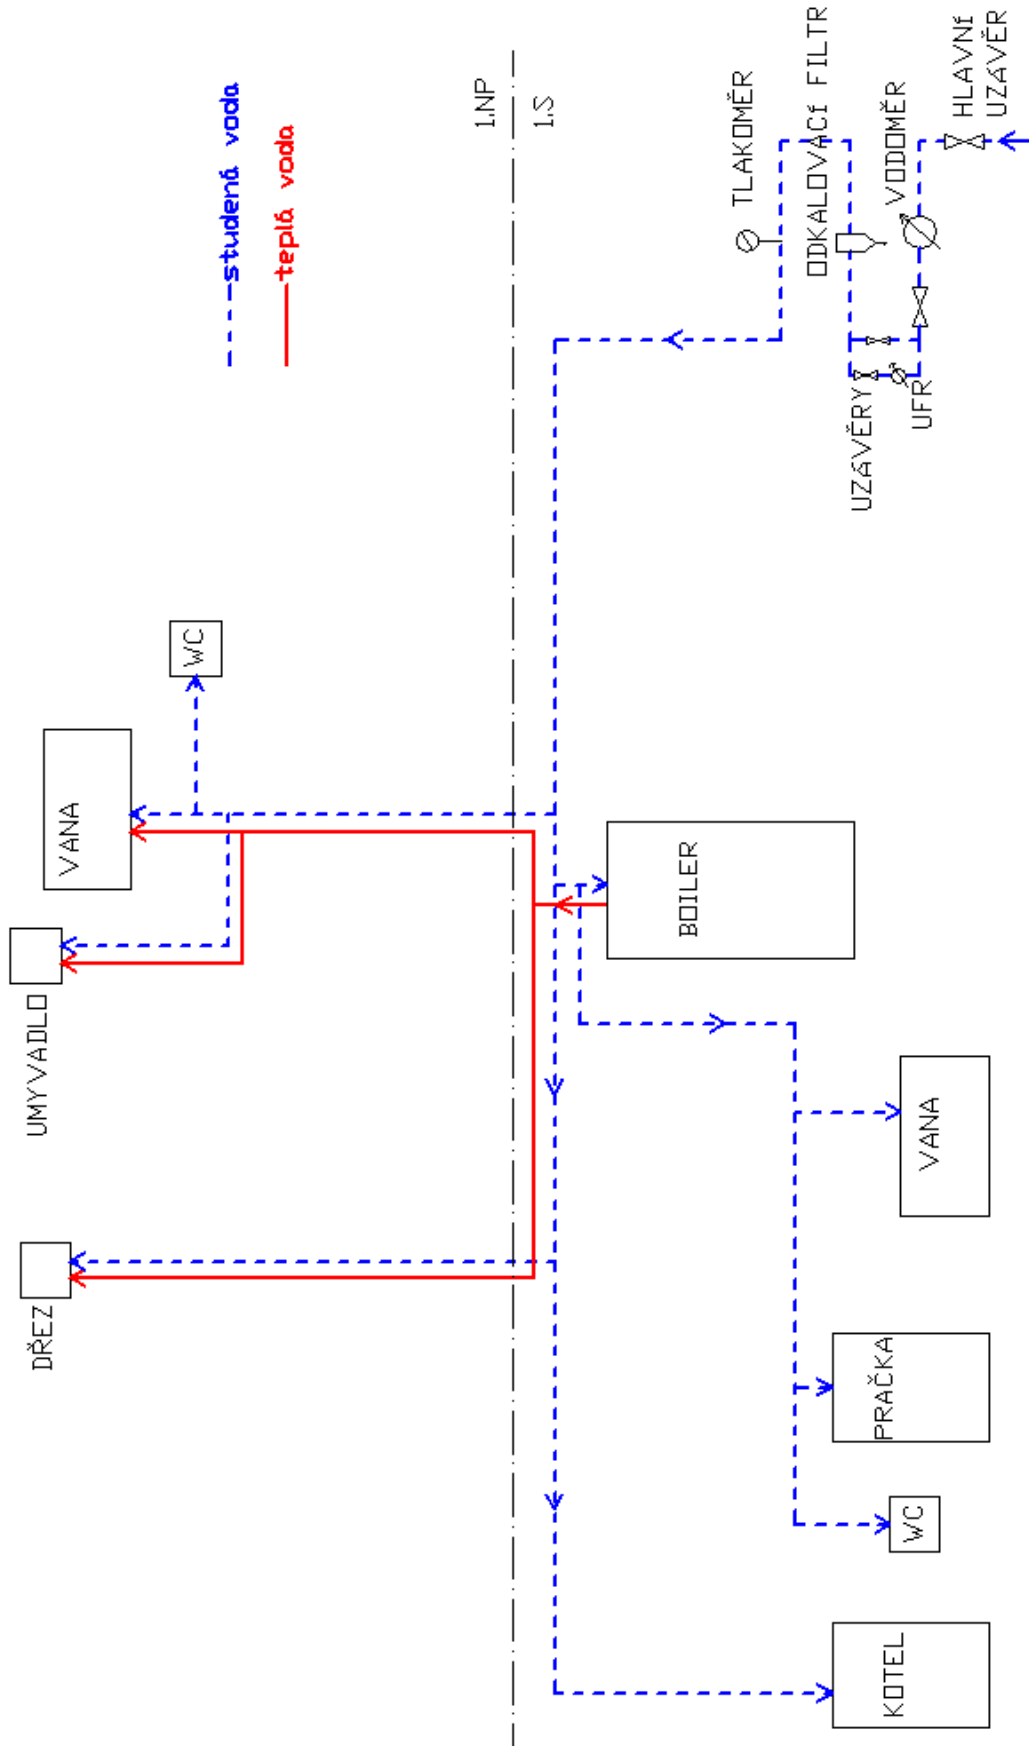 DŘEZ
UMYVADLO
VANA
WC
studená voda
teplá voda
1.NP
1.S
KOTEL
WC
PRAČKA
VANA
BOILER
UZÁVĚRY
UFR
TLAKOMĚR
ODKALOVACÍ FILTR
VODOMĚR
HLAVNÍ
UZÁVĚR